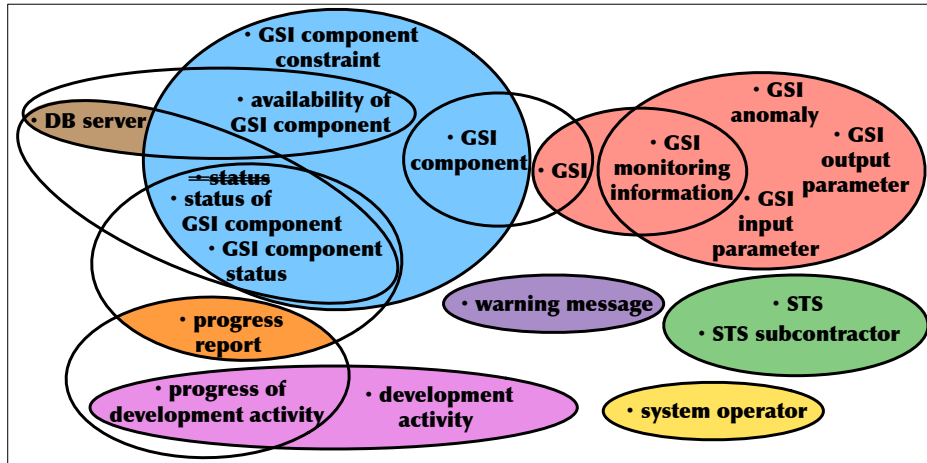 · GSI component
constraint
· availability of
GSI component
· DB server
· status
· status of
GSI component
· GSI component
status
· GSI
component
· GSI
· GSI
monitoring
information
· GSI
anomaly
· GSI
output
parameter
· GSI
input
parameter
· warning message
· STS
· STS subcontractor
· progress
report
· progress of
development activity
· development
activity
· system operator